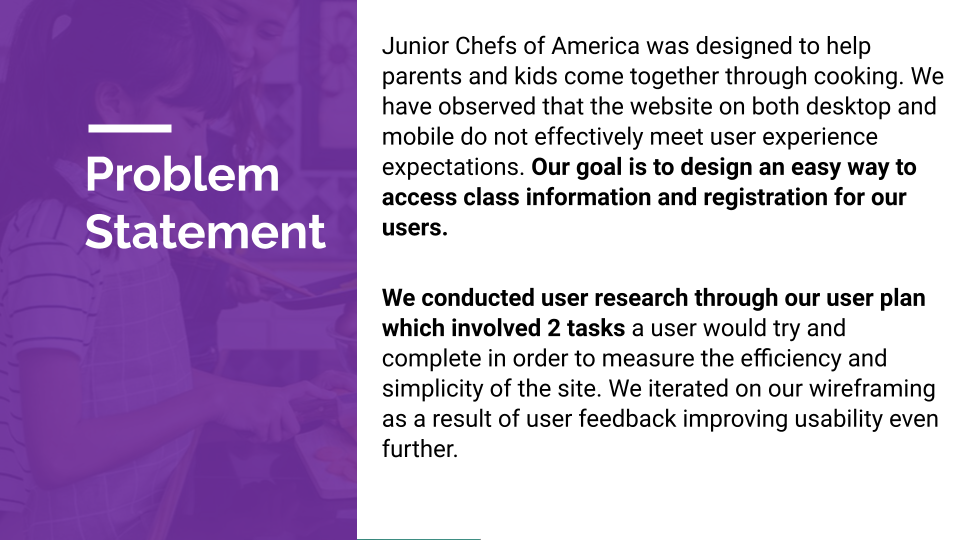 Problem
Statement
Junior Chefs of America was designed to help
parents and kids come together through cooking. We
have observed that the website on both desktop and
mobile do not effectively meet user experience
expectations. Our goal is to design an easy way to
access class information and registration for our
users.
We conducted user research through our user plan
which involved 2 tasks a user would try and
complete in order to measure the efficiency and
simplicity of the site. We iterated on our wireframing
as a result of user feedback improving usability even
further.